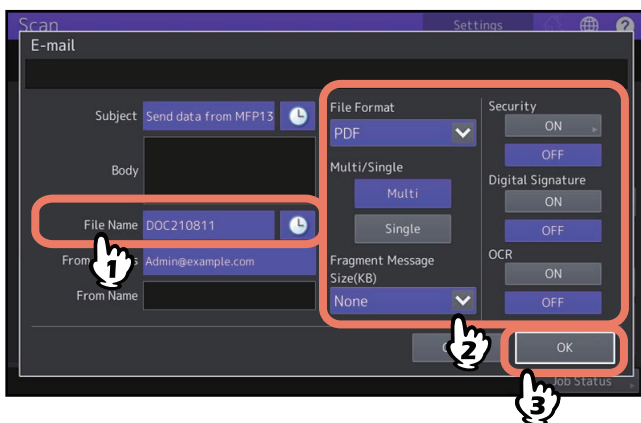 Scan
Settings
?
E-mail
Subject
Send data from MFP13
Body
File Name
DOC210811
From
s
Admin@example.com
From Name
File Format
PDF
Multi/Single
Multi
Single
Fragment Message
Size(KB)
None
Security
ON
OFF
Digital Signature
ON
OFF
OCR
ON
OFF
OK
Job Status
1
2
3